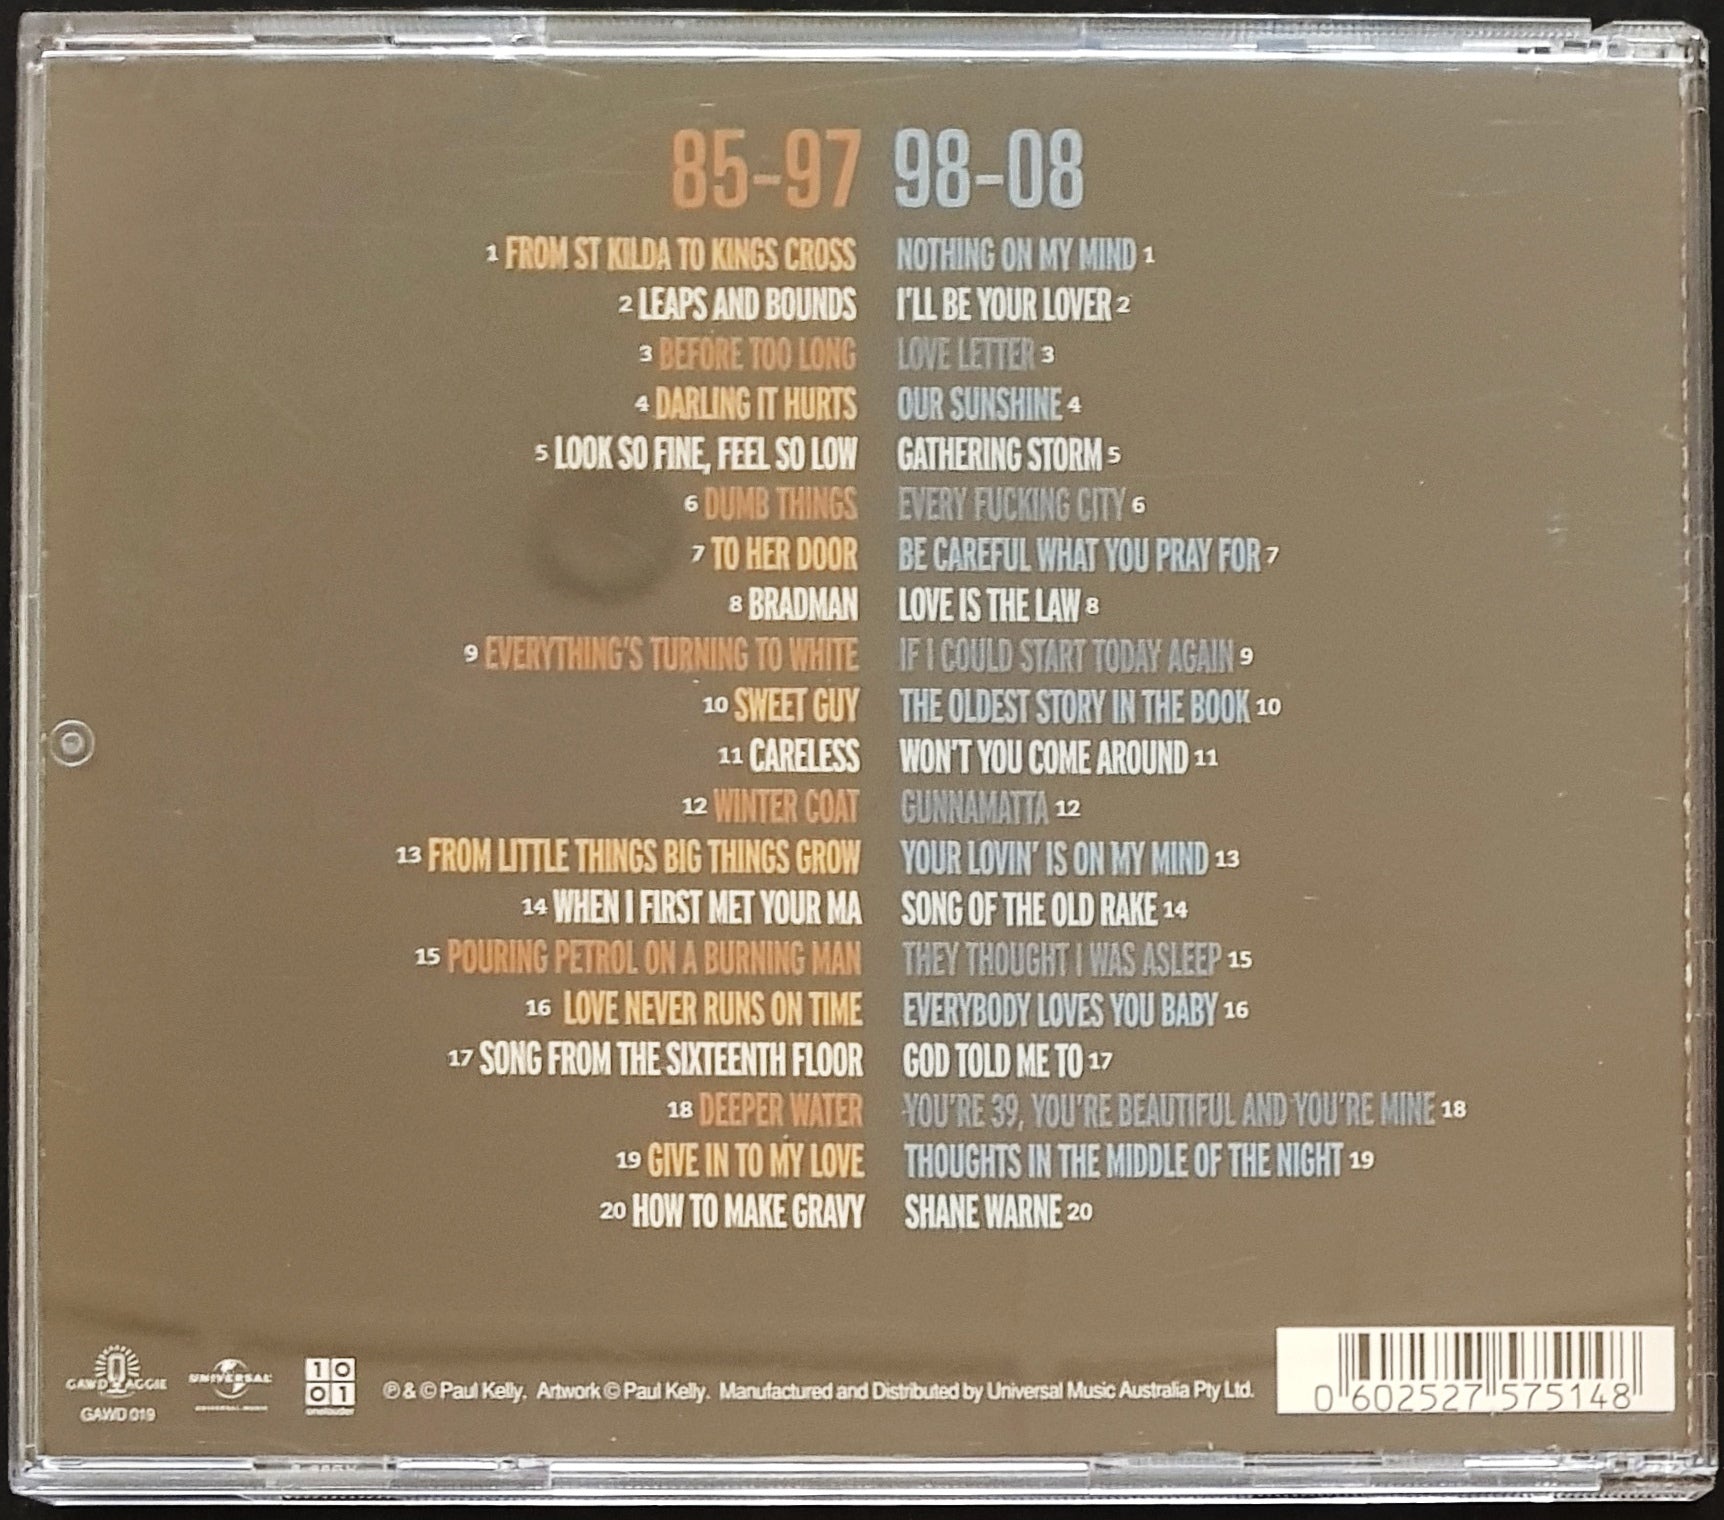 85-97 98-08
1 FROM ST KILDA TO KINGS CROSS
2 LEAPS AND BOUNDS
3 BEFORE TOO LONG
4 DARLING IT HURTS
5 LOOK SO FINE, FEEL SO LOW
6 DUMB THINGS
7 TO HER DOOR
8 BRADMAN
9 EVERYTHING'S TURNING TO WHITE
10 SWEET GUY
11 CARELESS
12 WINTER COAT
13 FROM LITTLE THINGS BIG THINGS GROW
14 WHEN I FIRST MET YOUR MA
15 POURING PETROL ON A BURNING MAN
16 LOVE NEVER RUNS ON TIME
17 SONG FROM THE SIXTEENTH FLOOR
18 DEEPER WATER
19 GIVE IN TO MY LOVE
20 HOW TO MAKE GRAVY
NOTHING ON MY MIND 1
I'LL BE YOUR LOVER 2
LOVE LETTER 3
OUR SUNSHINE 4
GATHERING STORM 5
EVERY FUCKING CITY 6
BE CAREFUL WHAT YOU PRAY FOR 7
LOVE IS THE LAW 8
IF I COULD START TODAY AGAIN 9
THE OLDEST STORY IN THE BOOK 10
WON'T YOU COME AROUND 11
GUNNAMATTA 12
YOUR LOVIN' IS ON MY MIND 13
SONG OF THE OLD RAKE 14
THEY THOUGHT I WAS ASLEEP 15
EVERYBODY LOVES YOU BABY 16
GOD TOLD ME TO 17
YOU'RE 39, YOU'RE BEAUTIFUL AND YOU'RE MINE 18
THOUGHTS IN THE MIDDLE OF THE NIGHT 19
SHANE WARNE 20
GAWD AGGIE
GAWD 019
UNIVERSAL
UNIVERSAL MUSIC
10
01
onelouder
℗ & © Paul Kelly. Artwork © Paul Kelly. Manufactured and Distributed by Universal Music Australia Pty Ltd.
0 602527 575148